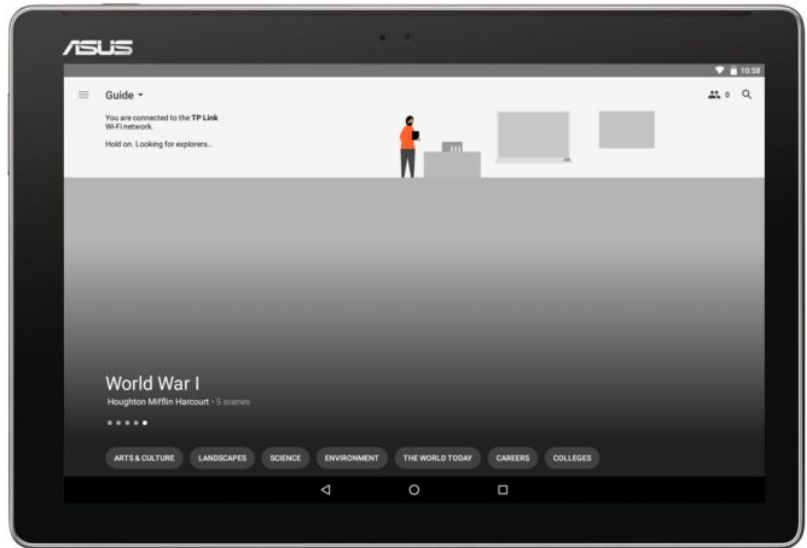 ASUS
10:58
Guide
0
You are connected to the TP Link
Wi-Fi network.
Hold on. Looking for explorers...
World War I
Houghton Mifflin Harcourt · 5 scenes
ARTS & CULTURE LANDSCAPES SCIENCE ENVIRONMENT THE WORLD TODAY CAREERS COLLEGES